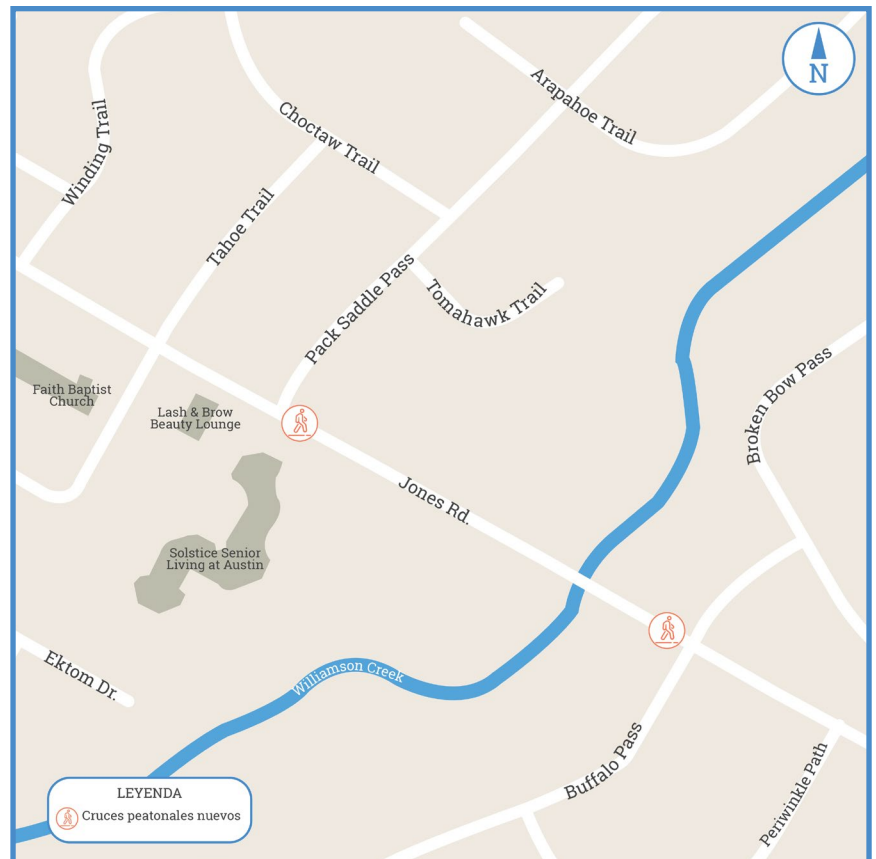 N
Arapahoe Trail
Choctaw Trail
Winding Trail
Tahoe Trail
Pack Saddle Pass
Tomahawk Trail
Broken Bow Pass
Faith Baptist
Church
Lash & Brow
Beauty Lounge
Jones Rd.
Solstice Senior
Living at Austin
Ektom Dr.
Williamson Creek
Buffalo Pass
Periwinkle Path
LEYENDA
Cruces peatonales nuevos